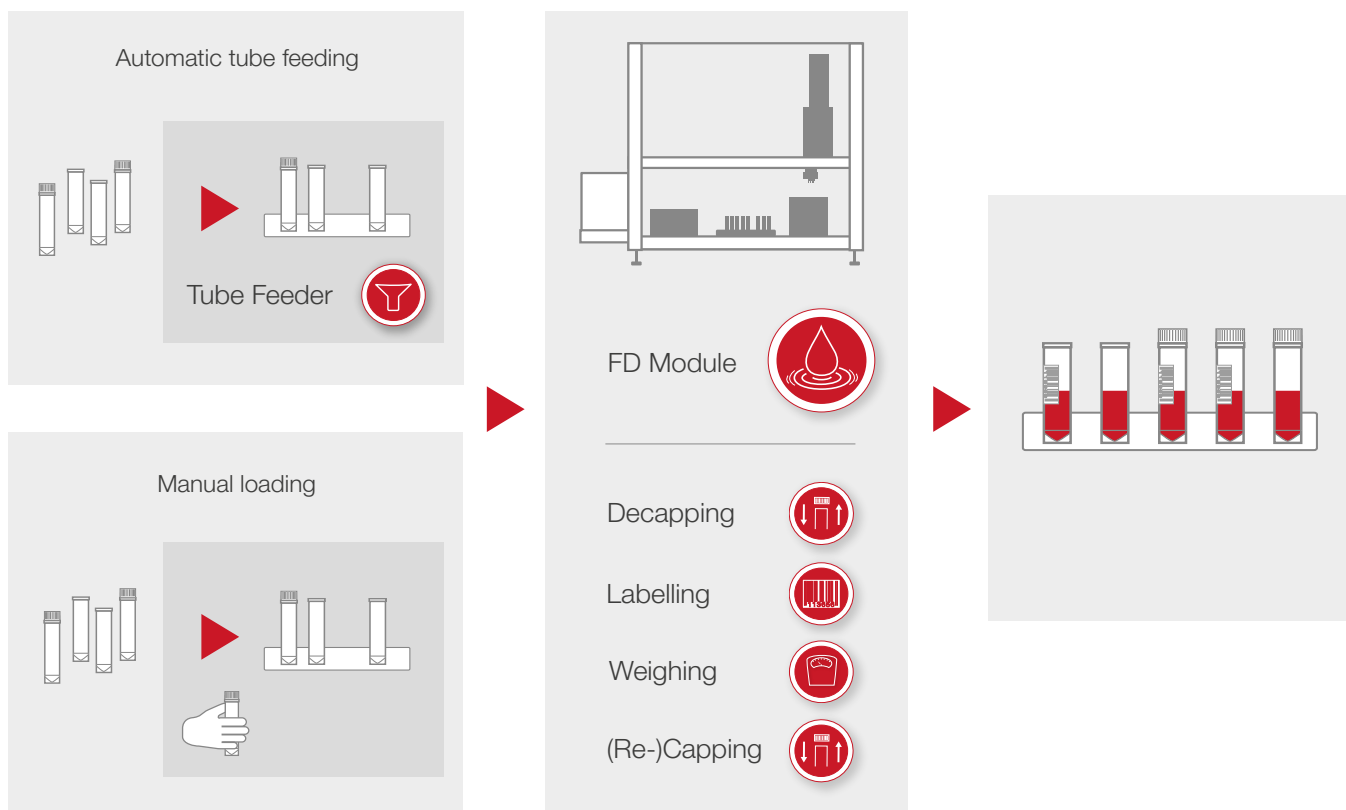 Automatic tube feeding
Tube Feeder
Manual loading
FD Module
Decapping
Labelling
Weighing
(Re-)Capping